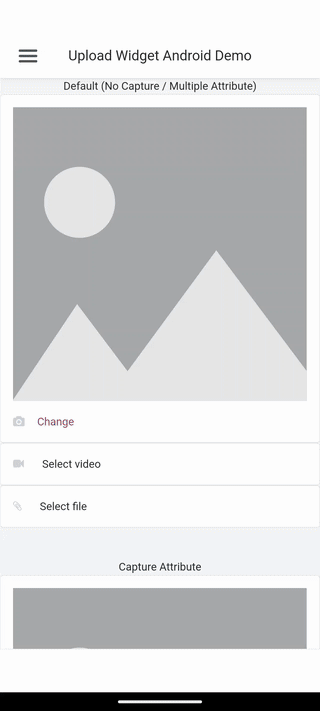 Upload Widget Android Demo
Default (No Capture / Multiple Attribute)
Change
Select video
Select file
Capture Attribute